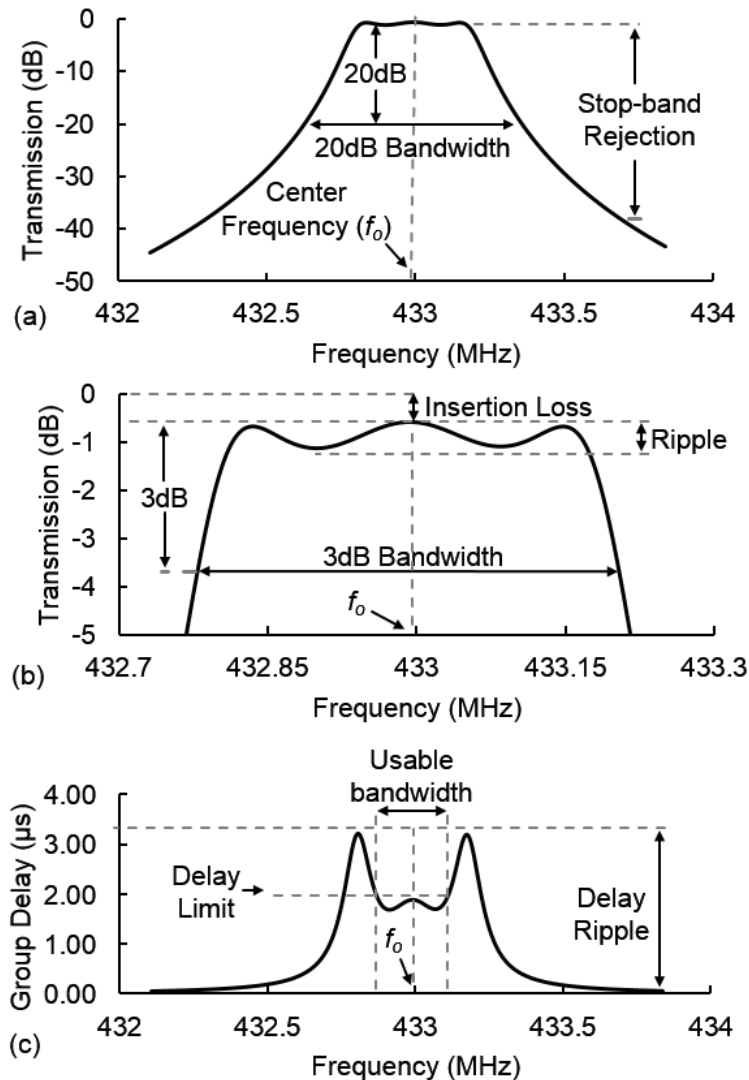 0
-10
-20
-30
-40
-50
Transmission (dB)
20dB
20dB Bandwidth
Stop-band
Rejection
Center
Frequency (fo)
432
432.5
433
433.5
434
(a)
Frequency (MHz)
0
-1
-2
-3
-4
-5
Transmission (dB)
Insertion Loss
Ripple
3dB
3dB Bandwidth
fo
432.7
432.85
433
433.15
433.3
(b)
Frequency (MHz)
Usable
bandwidth
4.00
3.00
2.00
1.00
0.00
Group Delay (µs)
Delay
Limit
fo
Delay
Ripple
432
432.5
433
433.5
434
(c)
Frequency (MHz)